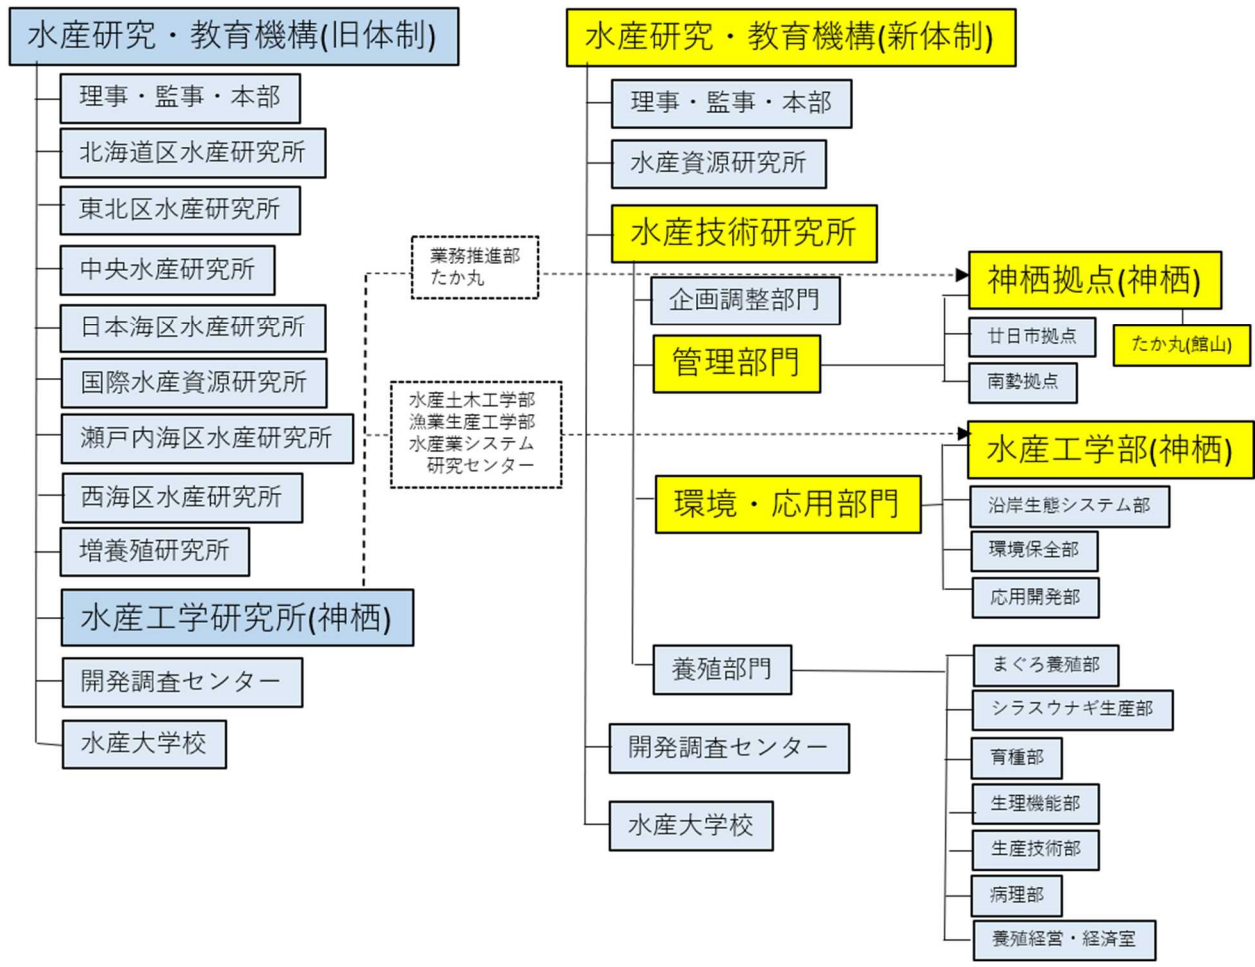 水産研究・教育機構(旧体制)
理事・監事・本部
北海道区水産研究所
東北区水産研究所
中央水産研究所
日本海区水産研究所
国際水産資源研究所
瀬戸内海区水産研究所
西海区水産研究所
増養殖研究所
水産工学研究所(神栖)
開発調査センター
水産大学校
業務推進部
たか丸
水産土木工学部
漁業生産工学部
水産業システム
研究センター
水産研究・教育機構(新体制)
理事・監事・本部
水産資源研究所
水産技術研究所
企画調整部門
管理部門
神栖拠点(神栖)
たか丸(館山)
廿日市拠点
南勢拠点
環境・応用部門
水産工学部(神栖)
沿岸生態システム部
環境保全部
応用開発部
養殖部門
まぐろ養殖部
シラスウナギ生産部
育種部
生理機能部
生産技術部
病理部
養殖経営・経済室
開発調査センター
水産大学校